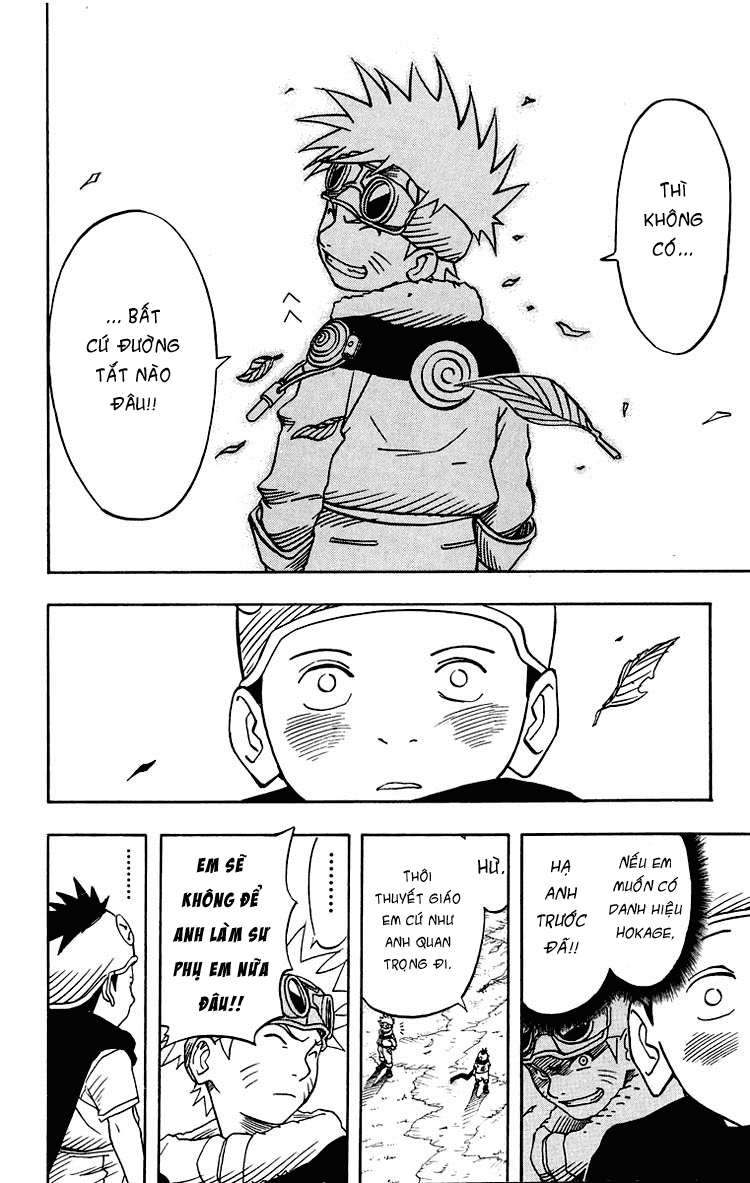 THÌ
KHÔNG
CÓ...
... BẤT
CỨ ĐƯỜNG
TẮT NÀO
ĐÂU!!
NẾU EM
MUỐN CÓ
DANH HIỆU
HOKAGE,
HẠ
ANH
TRƯỚC
ĐÃ!!
HỪ,
THÔI
THUYẾT GIÁO
EM CỨ NHƯ
ANH QUAN
TRỌNG ĐI.
.........
EM SẼ
KHÔNG ĐỂ
ANH LÀM SƯ
PHỤ EM NỮA
ĐÂU!!
.........